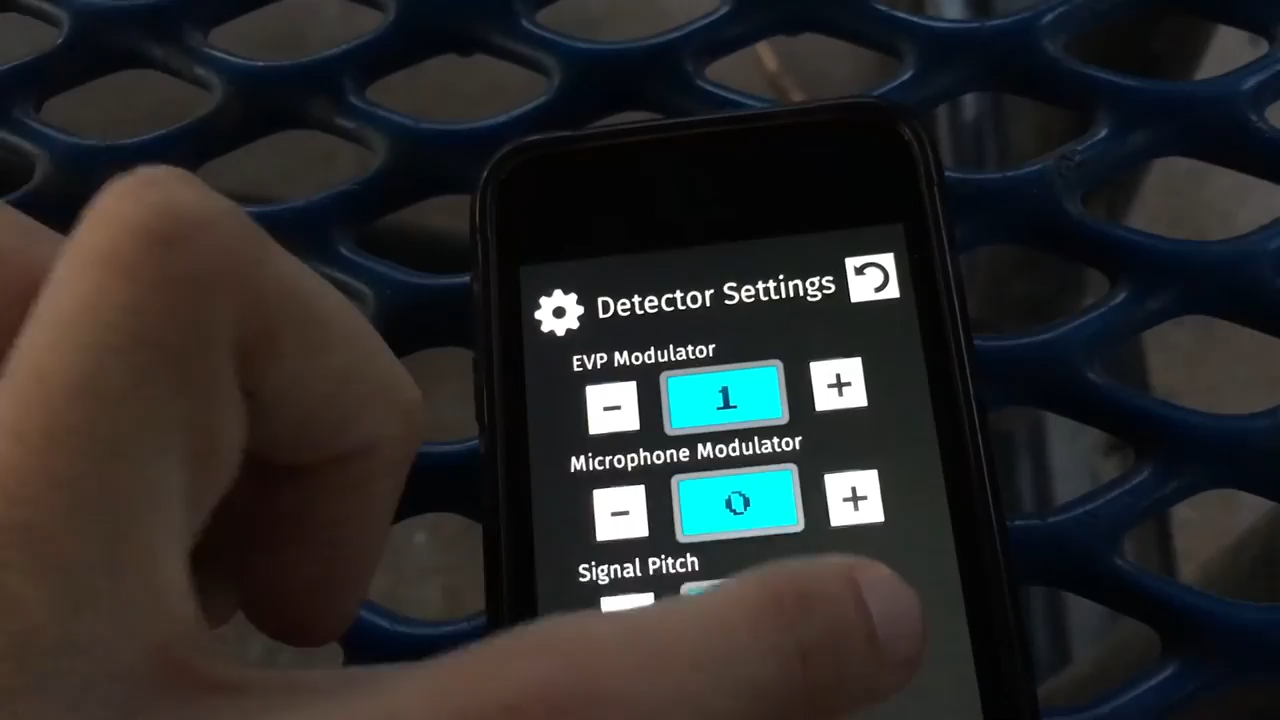 Detector Settings
EVP Modulator
- 1 +
Microphone Modulator
- 0 +
Signal Pitch